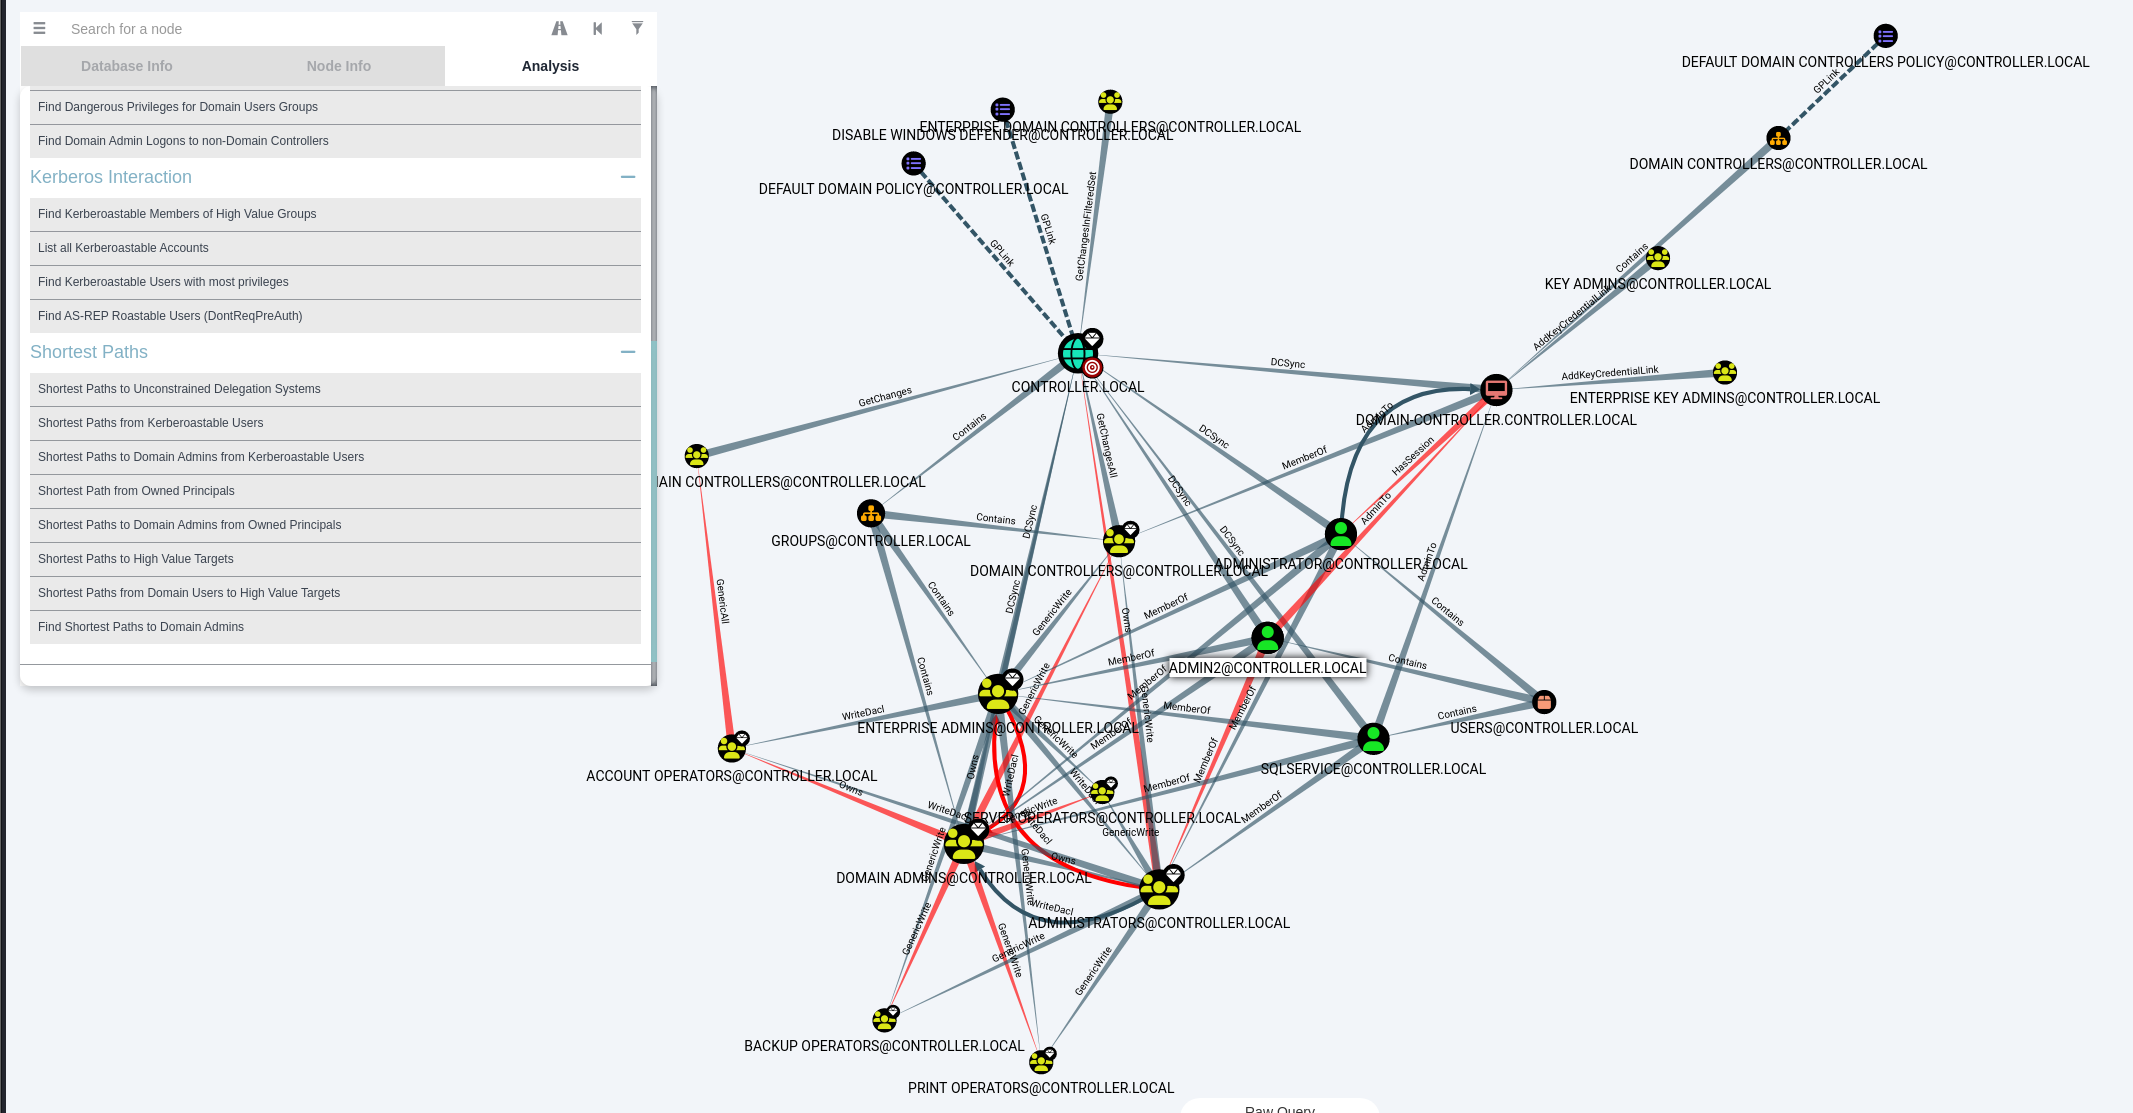 Search for a node
Database Info
Node Info
Analysis
Find Dangerous Privileges for Domain Users Groups
Find Domain Admin Logons to non-Domain Controllers
Kerberos Interaction
Find Kerberoastable Members of High Value Groups
List all Kerberoastable Accounts
Find Kerberoastable Users with most privileges
Find AS-REP Roastable Users (DontReqPreAuth)
Shortest Paths
Shortest Paths to Unconstrained Delegation Systems
Shortest Paths from Kerberoastable Users
Shortest Paths to Domain Admins from Kerberoastable Users
Shortest Path from Owned Principals
Shortest Paths to Domain Admins from Owned Principals
Shortest Paths to High Value Targets
Shortest Paths from Domain Users to High Value Targets
Find Shortest Paths to Domain Admins
DEFAULT DOMAIN CONTROLLERS POLICY@CONTROLLER.LOCAL
GPLink
ENTERPRISE DOMAIN CONTROLLERS@CONTROLLER.LOCAL
DISABLE WINDOWS DEFENDER@CONTROLLER.LOCAL
DOMAIN CONTROLLERS@CONTROLLER.LOCAL
DEFAULT DOMAIN POLICY@CONTROLLER.LOCAL
GetChangesInFilteredSet
GPLink
GPLink
Contains
KEY ADMINS@CONTROLLER.LOCAL
AddKeyCredentialLink
CONTROLLER.LOCAL
DCSync
AddKeyCredentialLink
ENTERPRISE KEY ADMINS@CONTROLLER.LOCAL
GetChanges
Contains
GetChangesAll
DCSync
AdminTo
DOMAIN-CONTROLLER.CONTROLLER.LOCAL
MemberOf
HasSession
AIN CONTROLLERS@CONTROLLER.LOCAL
DCSync
AdminTo
Contains
DCSync
DCSync
GROUPS@CONTROLLER.LOCAL
DOMAIN CONTROLLERS@CONTROLLER.LOCAL
ADMINISTRATOR@CONTROLLER.LOCAL
AdminTo
GenericAll
Contains
DCSync
GenericWrite
Owns
MemberOf
Contains
MemberOf
ADMIN2@CONTROLLER.LOCAL
Contains
Contains
GenericWrite
MemberOf
GenericWrite
MemberOf
MemberOf
WriteDacl
Contains
ENTERPRISE ADMINS@CONTROLLER.LOCAL
GenericWrite
MemberOf
USERS@CONTROLLER.LOCAL
ACCOUNT OPERATORS@CONTROLLER.LOCAL
Owns
Owns
WriteDacl
WriteDacl
MemberOf
MemberOf
SQLSERVICE@CONTROLLER.LOCAL
WriteDacl
GenericWrite
SERVER OPERATORS@CONTROLLER.LOCAL
MemberOf
WriteDacl
GenericWrite
GenericWrite
Owns
DOMAIN ADMINS@CONTROLLER.LOCAL
GenericWrite
WriteDacl
ADMINISTRATORS@CONTROLLER.LOCAL
GenericWrite
GenericWrite
GenericWrite
GenericWrite
BACKUP OPERATORS@CONTROLLER.LOCAL
PRINT OPERATORS@CONTROLLER.LOCAL
Raw Query